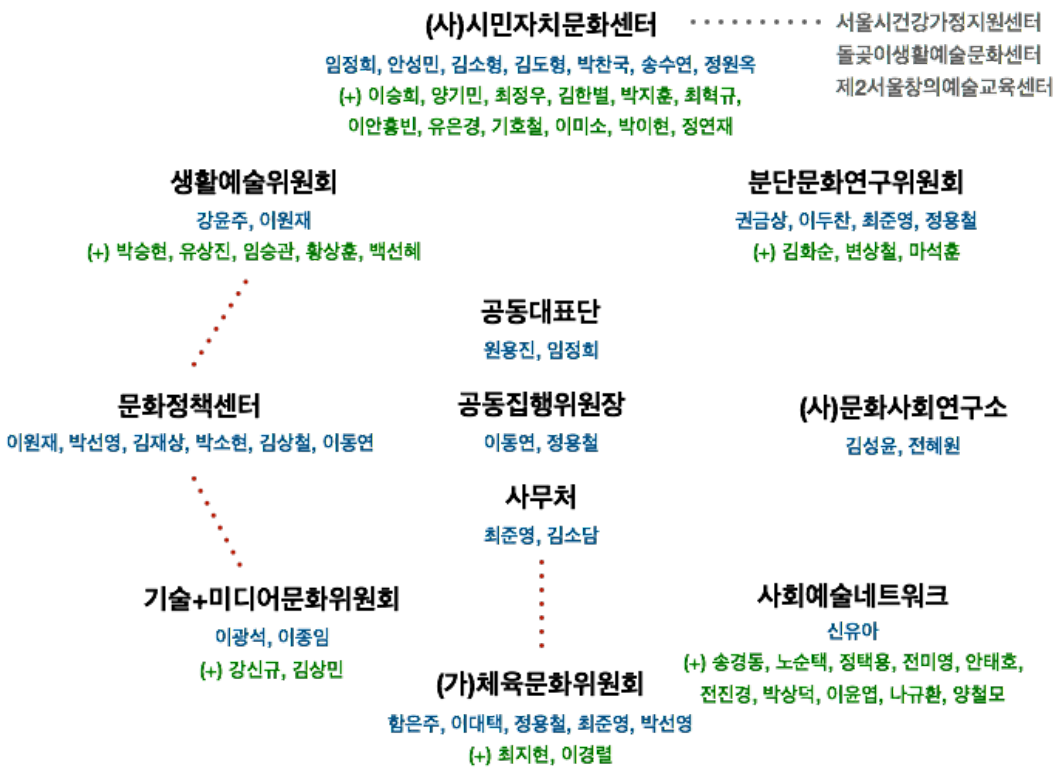 (사)시민자치문화센터
서울시건강가정지원센터
돌곶이생활예술문화센터
제2서울창의예술교육센터
임정희, 안성민, 김소형, 김도형, 박찬국, 송수연, 정원옥
(+) 이승희, 양기민, 최정우, 김한별, 박지훈, 최혁규,
이안홍빈, 유은경, 기호철, 이미소, 박이현, 정연재
생활예술위원회
강윤주, 이원재
(+) 박승현, 유상진, 임승관, 황상훈, 백선혜
분단문화연구위원회
권금상, 이두찬, 최준영, 정용철
(+) 김화순, 변상철, 마석훈
공동대표단
원용진, 임정희
문화정책센터
이원재, 박선영, 김재상, 박소현, 김상철, 이동연
공동집행위원장
이동연, 정용철
(사)문화사회연구소
김성윤, 전혜원
사무처
최준영, 김소담
기술+미디어문화위원회
이광석, 이종임
(+) 강신규, 김상민
사회예술네트워크
신유아
(+) 송경동, 노순택, 정택용, 전미영, 안태호,
전진경, 박상덕, 이윤엽, 나규환, 양철모
(가)체육문화위원회
함은주, 이대택, 정용철, 최준영, 박선영
(+) 최지현, 이경렬